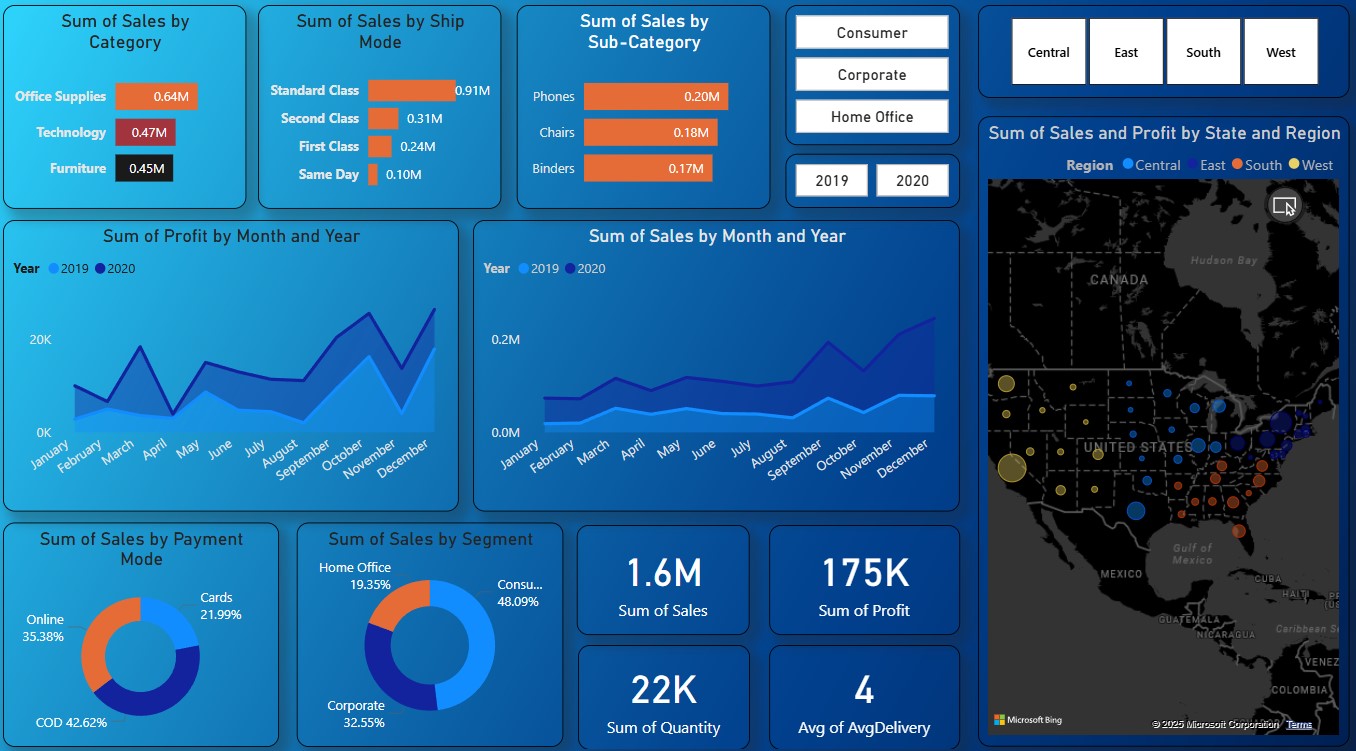 Sum of Sales by
Category
Office Supplies 0.64M
Technology 0.47M
Furniture 0.45M
Sum of Sales by Ship
Mode
Standard Class 0.91M
Second Class 0.31M
First Class 0.24M
Same Day 0.10M
Sum of Sales by
Sub-Category
Phones 0.20M
Chairs 0.18M
Binders 0.17M
Consumer
Corporate
Home Office
2019 2020
Central East South West
Sum of Profit by Month and Year
Year 2019 2020
20K
0K
January February March April May June July August September October November December
Sum of Sales by Month and Year
Year 2019 2020
0.2M
0.0M
January February March April May June July August September October November December
Sum of Sales and Profit by State and Region
Region Central East South West
Hudson Bay
CANADA
UNITED STATES
Gulf of
Mexico
MEXICO
CUBA
HAITI
PR
(US
GUATEMALA
Caribbean Se
NICARAGUA
VENEZ
COLOMBIA
Microsoft Bing
© 2025 Microsoft Corporation Terms
Sum of Sales by Payment
Mode
Cards
21.99%
Online
35.38%
COD 42.62%
Sum of Sales by Segment
Home Office
19.35%
Consu...
48.09%
Corporate
32.55%
1.6M
Sum of Sales
175K
Sum of Profit
22K
Sum of Quantity
4
Avg of AvgDelivery